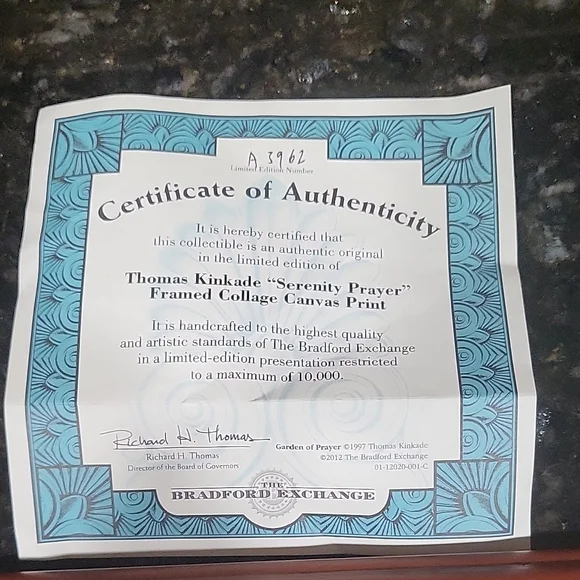 A 3962
Limited Edition Number
Certificate of Authenticity
It is hereby certified that
this collectible is an authentic original
in the limited edition of
Thomas Kinkade “Serenity Prayer”
Framed Collage Canvas Print
It is handcrafted to the highest quality
and artistic standards of The Bradford Exchange
in a limited-edition presentation restricted
to a maximum of 10,000.
Richard H. Thomas
Richard H. Thomas
Director of the Board of Governors
Garden of Prayer ©1997 Thomas Kinkade
©2012 The Bradford Exchange
01-12020-001-C
THE
BRADFORD EXCHANGE